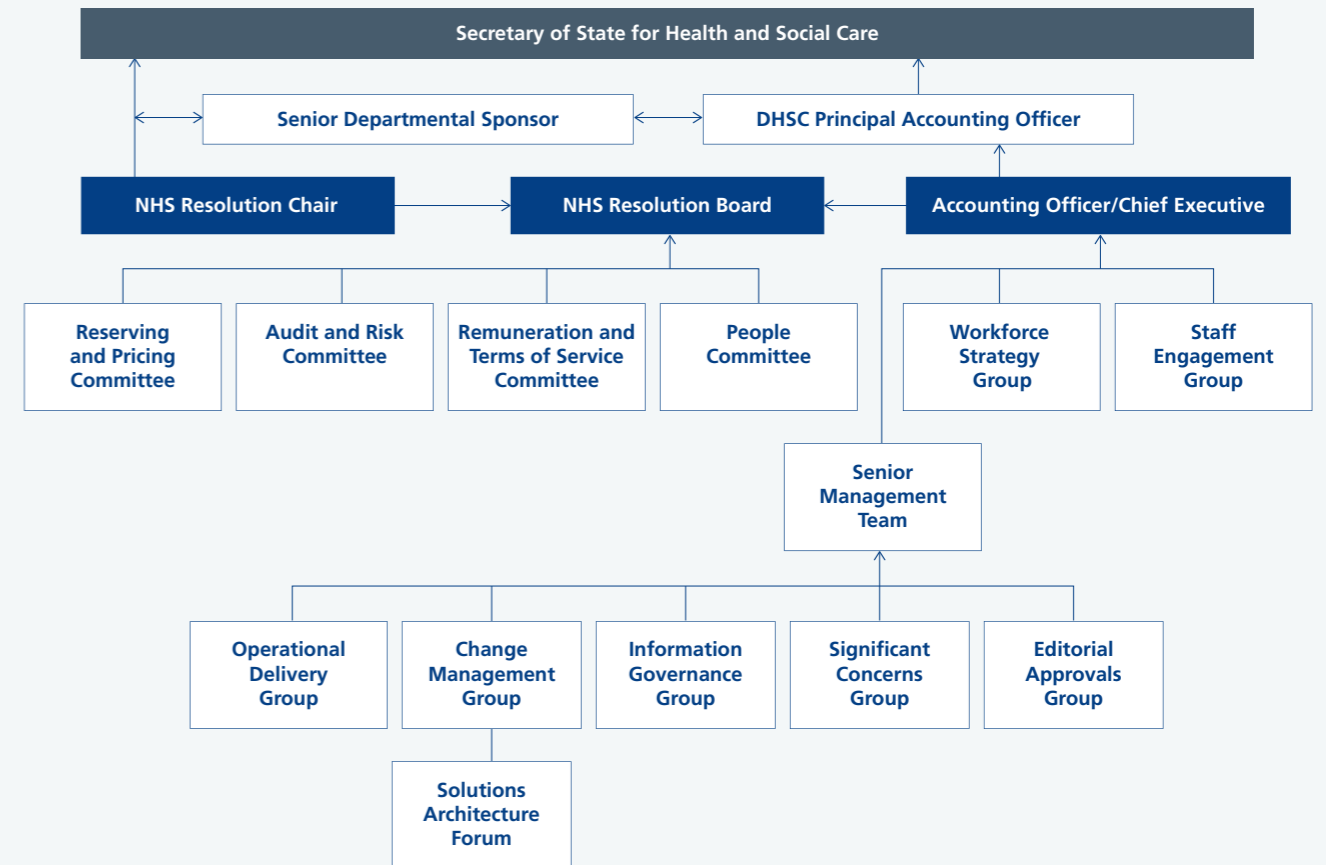 Secretary of State for Health and Social Care
Senior Departmental Sponsor
DHSC Principal Accounting Officer
NHS Resolution Chair
NHS Resolution Board
Accounting Officer/Chief Executive
Reserving
and Pricing
Committee
Audit and Risk
Committee
Remuneration and
Terms of Service
Committee
People
Committee
Workforce
Strategy
Group
Staff
Engagement
Group
Senior
Management
Team
Operational
Delivery
Group
Change
Management
Group
Information
Governance
Group
Significant
Concerns
Group
Editorial
Approvals
Group
Solutions
Architecture
Forum